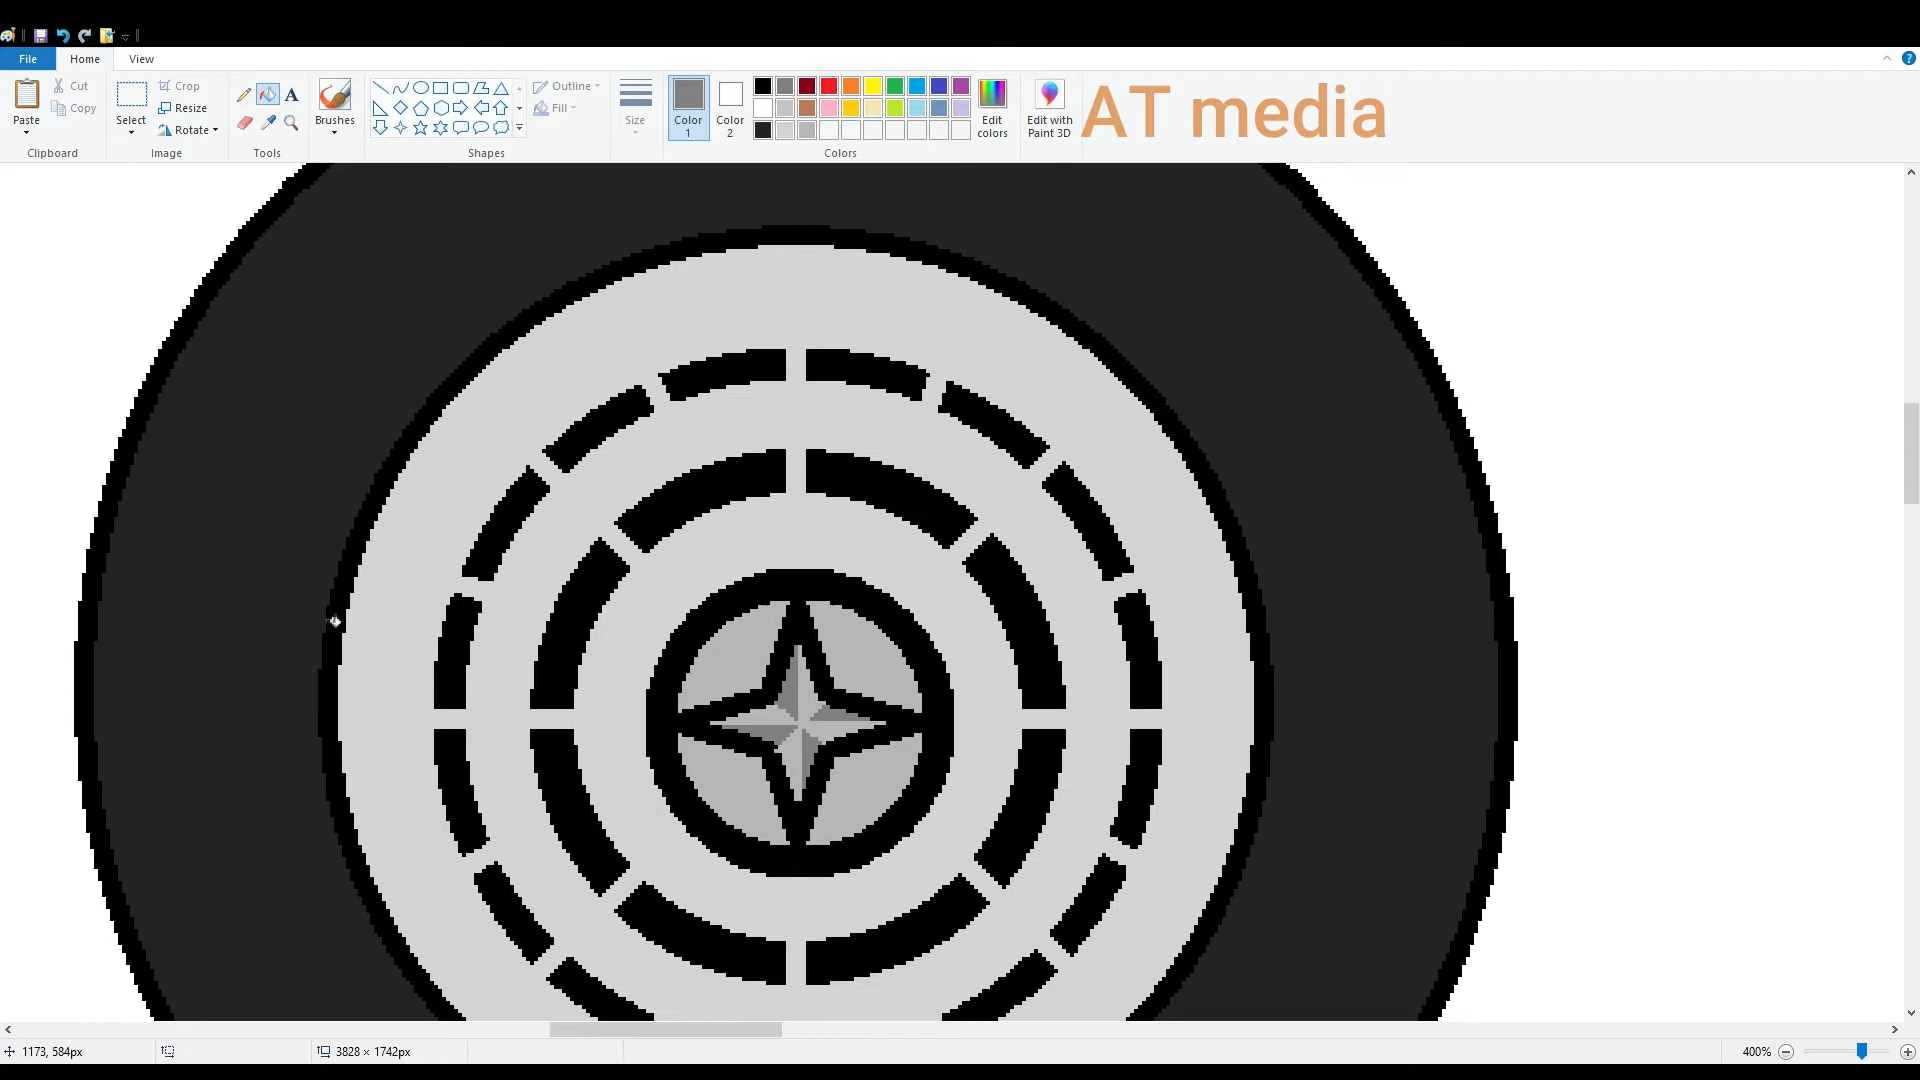 File Home View
Paste
Cut
Copy
Clipboard
Select
Crop
Resize
Rotate
Image
A
Tools
Brushes
Shapes
Outline
Fill
Size
Color
1
Color
2
Edit
colors
Colors
Edit with
Paint 3D
AT media
1173, 584px
3828 × 1742px
400%